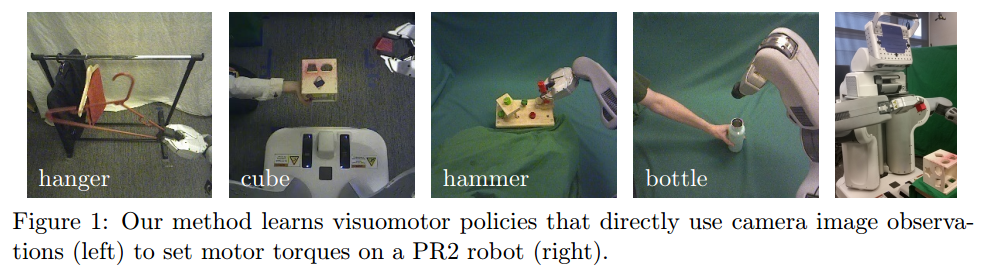 hanger
cube
hammer
bottle
Figure 1: Our method learns visuomotor policies that directly use camera image observa-
tions (left) to set motor torques on a PR2 robot (right).